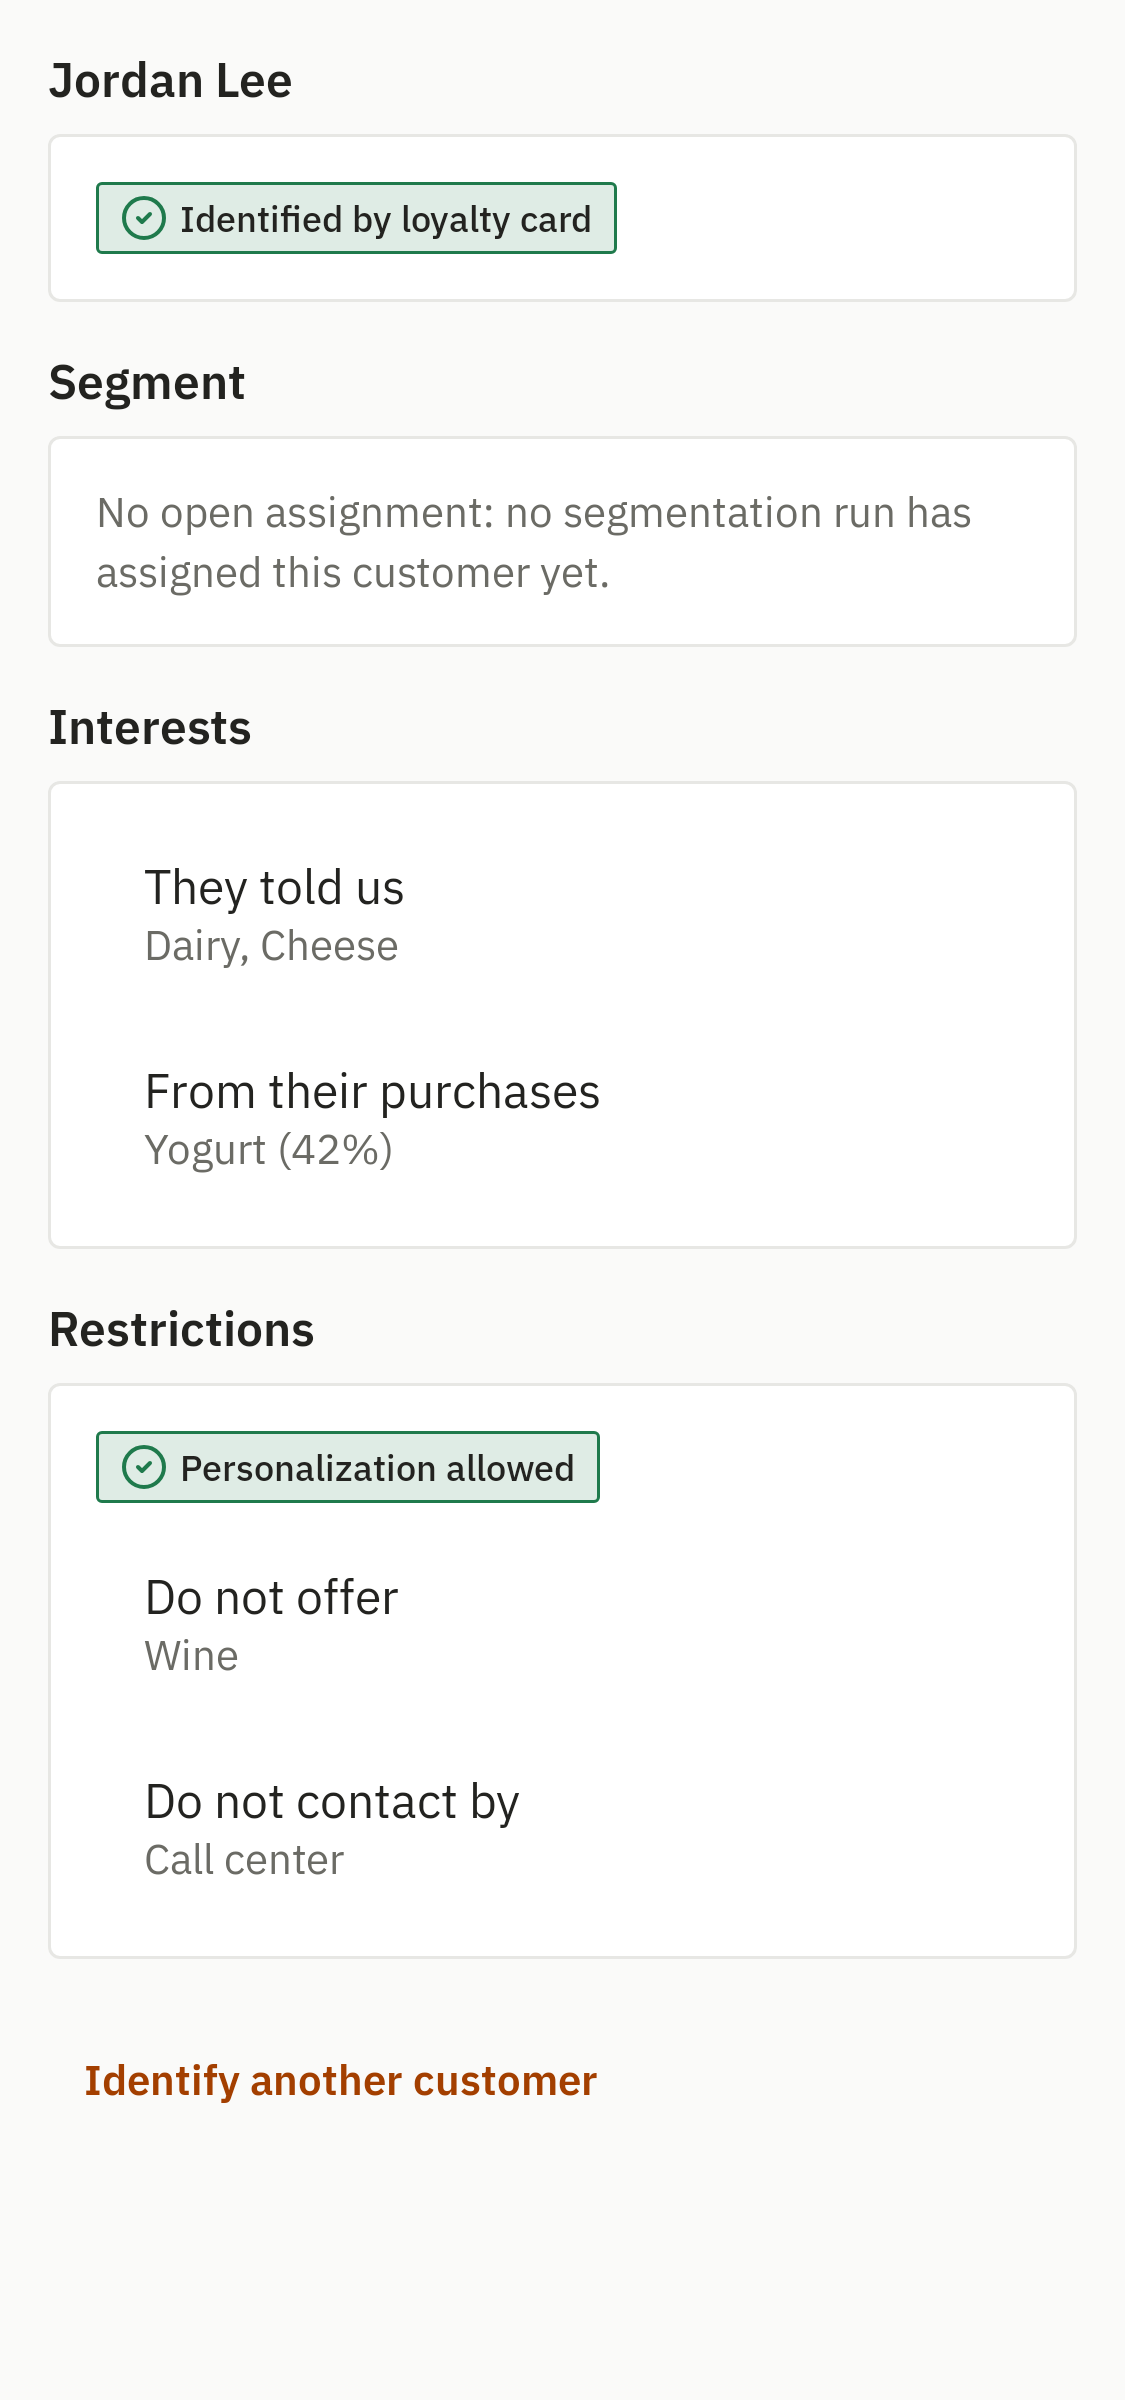 Jordan Lee
Identified by loyalty card
Segment
No open assignment: no segmentation run has
assigned this customer yet.
Interests
They told us
Dairy, Cheese
From their purchases
Yogurt (42%)
Restrictions
Personalization allowed
Do not offer
Wine
Do not contact by
Call center
Identify another customer